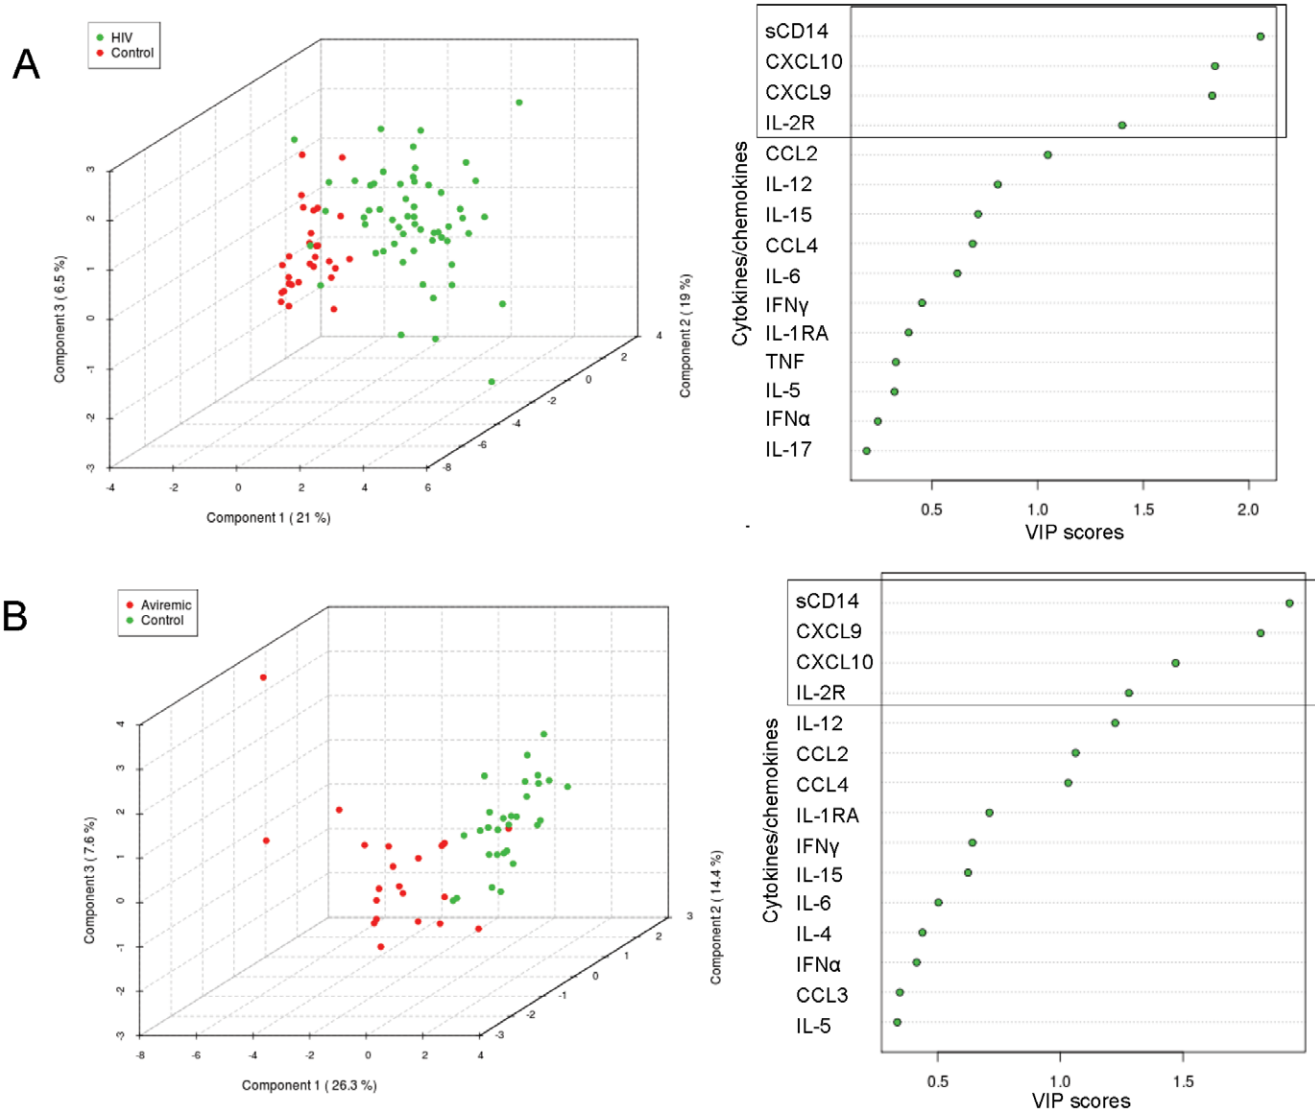 A
HIV
Control
3
2
1
0
-1
-2
-3
Component 3 ( 6.5 %)
-4
-2
0
2
4
6
Component 1 ( 21 %)
-8
-6
-4
-2
0
2
4
Component 2 ( 19 %)
Cytokines/chemokines
sCD14
CXCL10
CXCL9
IL-2R
CCL2
IL-12
IL-15
CCL4
IL-6
IFNγ
IL-1RA
TNF
IL-5
IFNα
IL-17
0.5
1.0
1.5
2.0
VIP scores
B
Aviremic
Control
4
3
2
1
0
-1
-2
-3
Component 3 ( 7.6 %)
-8
-6
-4
-2
0
2
4
Component 1 ( 26.3 %)
-3
-2
-1
0
1
2
3
Component 2 ( 14.4 %)
Cytokines/chemokines
sCD14
CXCL9
CXCL10
IL-2R
IL-12
CCL2
CCL4
IL-1RA
IFNγ
IL-15
IL-6
IL-4
IFNα
CCL3
IL-5
0.5
1.0
1.5
VIP scores